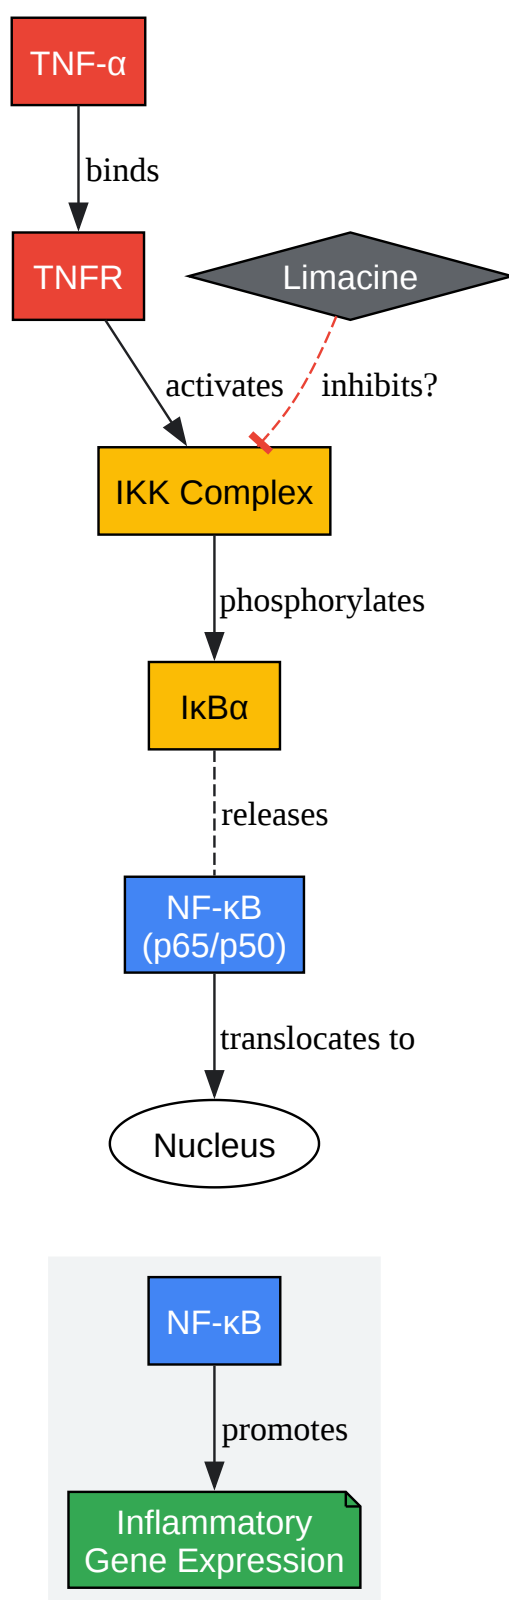 TNF-α
binds
TNFR
Limacine
activates
inhibits?
IKK Complex
phosphorylates
IκBα
releases
NF-κB
(p65/p50)
translocates to
Nucleus
NF-κB
promotes
Inflammatory
Gene Expression